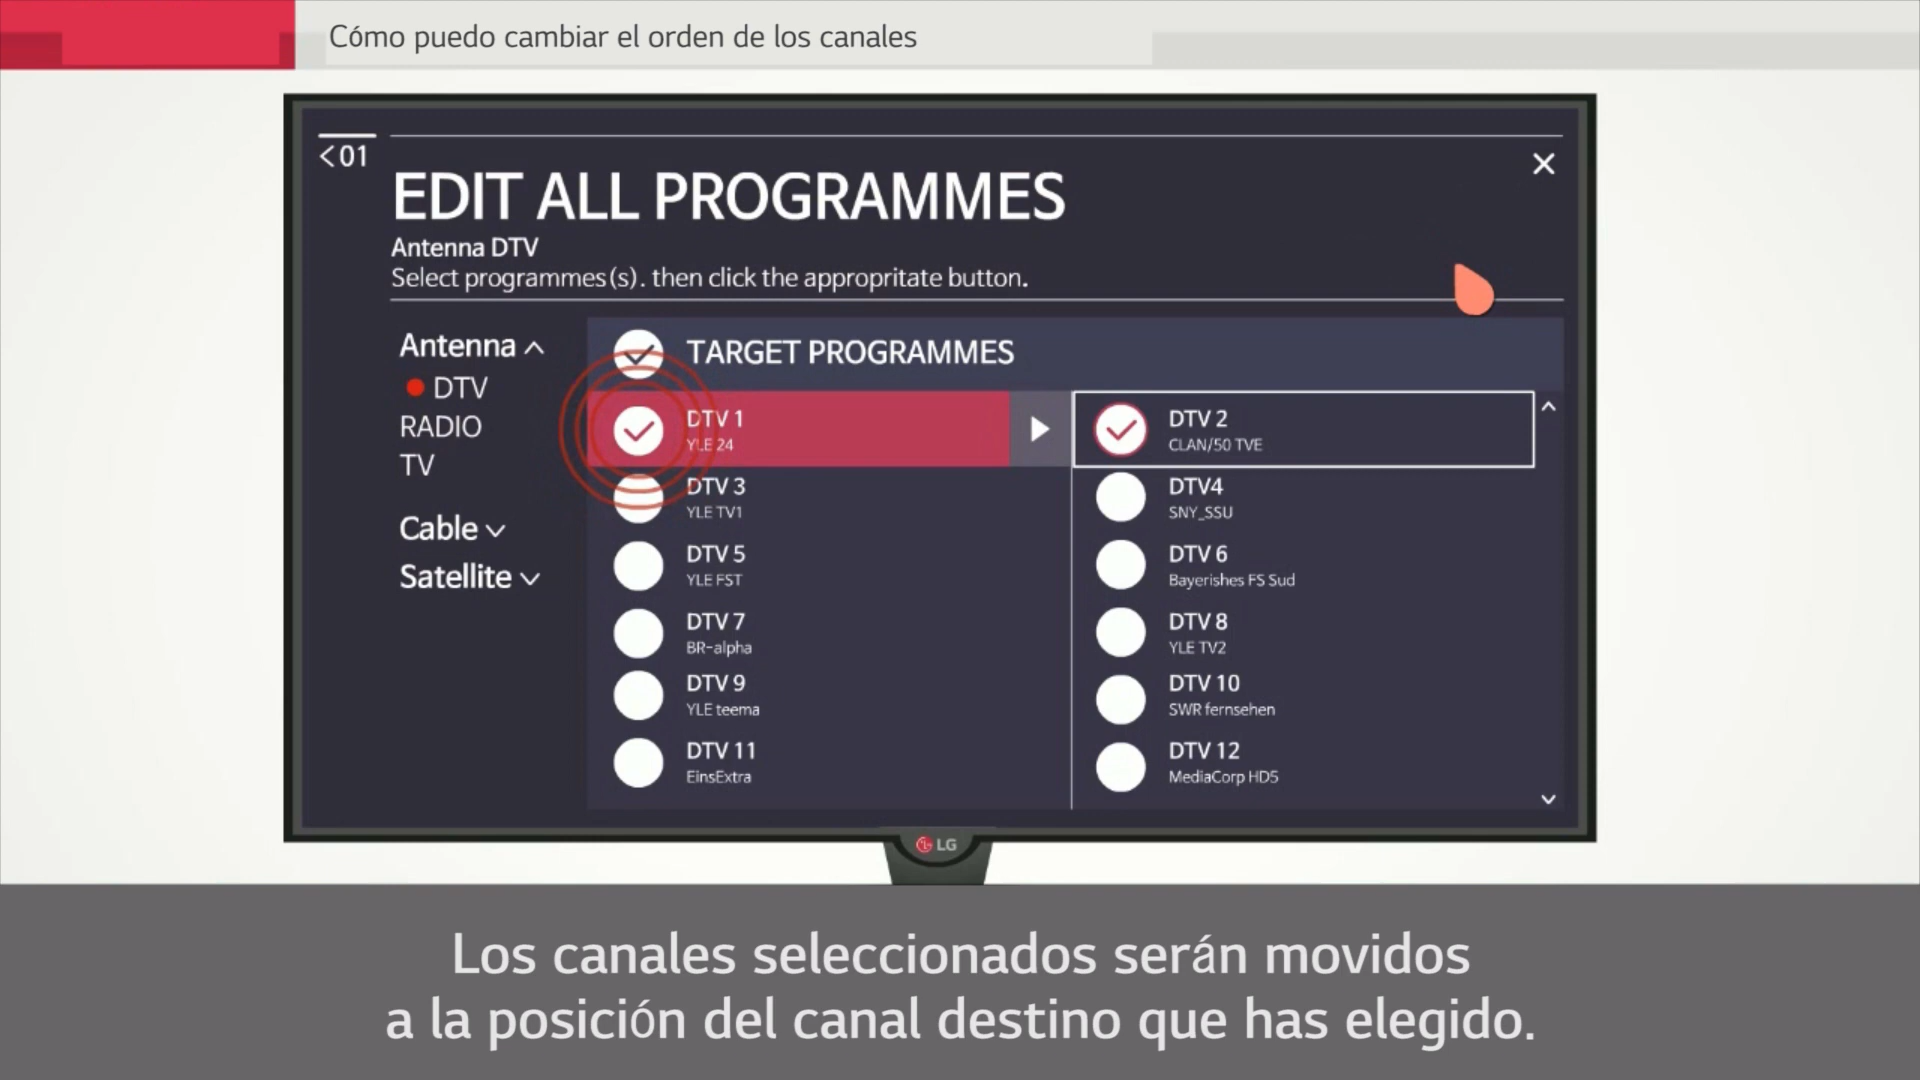 Cómo puedo cambiar el orden de los canales
<01
EDIT ALL PROGRAMMES
Antenna DTV
Select programmes(s). then click the appropritate button.
Antenna
DTV
RADIO
TV
Cable
Satellite
TARGET PROGRAMMES
DTV 1
YLE 24
DTV 2
CLAN/50 TVE
DTV 3
YLE TV1
DTV4
SNY_SSU
DTV 5
YLE FST
DTV 6
Bayerishes FS Sud
DTV 7
BR-alpha
DTV 8
YLE TV2
DTV 9
YLE teema
DTV 10
SWR fernsehen
DTV 11
EinsExtra
DTV 12
MediaCorp HD5
LG
Los canales seleccionados serán movidos
a la posición del canal destino que has elegido.